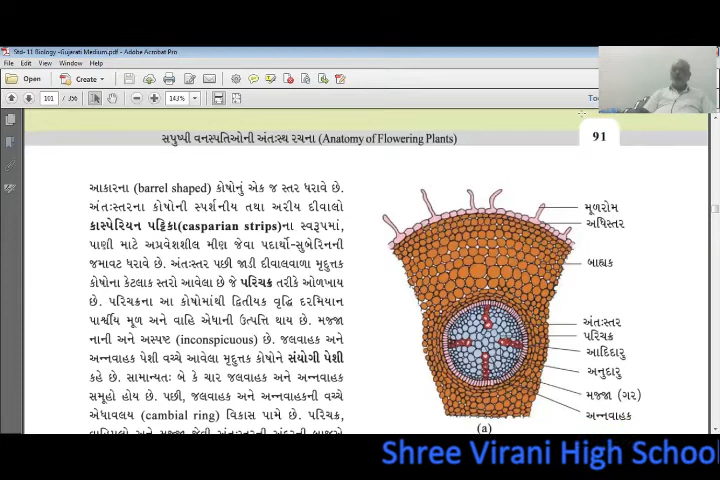 Std- 11 Biology -Gujarati Medium.pdf - Adobe Acrobat Pro
File Edit View Window Help
Open Create
101 / 356 143%
સપુષ્પી વનસ્પતિઓની અંતઃસ્થ રચના (Anatomy of Flowering Plants) 91
આકારના (barrel shaped) કોષોનું એક જ સ્તર ધરાવે છે.
અંતઃસ્તરના કોષોની સ્પર્શનીય તથા અરીય દીવાલો
કાસ્પેરિયન પટ્ટિકા(casparian strips)ના સ્વરૂપમાં,
પાણી માટે અપ્રવેશશીલ મીણ જેવા પદાર્થો-સુબેરિનની
જમાવટ ધરાવે છે. અંતઃસ્તર પછી જાડી દીવાલવાળા મૃદુત્તક
કોષોના કેટલાક સ્તરો આવેલા છે જે પરિચક્ર તરીકે ઓળખાય
છે. પરિચક્રના આ કોષોમાંથી દ્વિતીયક વૃદ્ધિ દરમિયાન
પાર્શ્વીય મૂળ અને વાહિ એધાની ઉત્પત્તિ થાય છે. મજ્જા
નાની અને અસ્પષ્ટ (inconspicuous) છે. જલવાહક અને
અન્નવાહક પેશી વચ્ચે આવેલા મૃદુત્તક કોષોને સંયોગી પેશી
કહે છે. સામાન્યતઃ બે કે ચાર જલવાહક અને અન્નવાહક
સમૂહો હોય છે. પછી, જલવાહક અને અન્નવાહકની વચ્ચે
એધાવલય (cambial ring) વિકાસ પામે છે. પરિચક્ર,
મૂળરોમ
અધિસ્તર
બાહ્યક
અંતઃસ્તર
પરિચક્ર
આદિદારુ
અનુદારુ
મજ્જા (ગર)
અન્નવાહક
(a)
Shree Virani High School